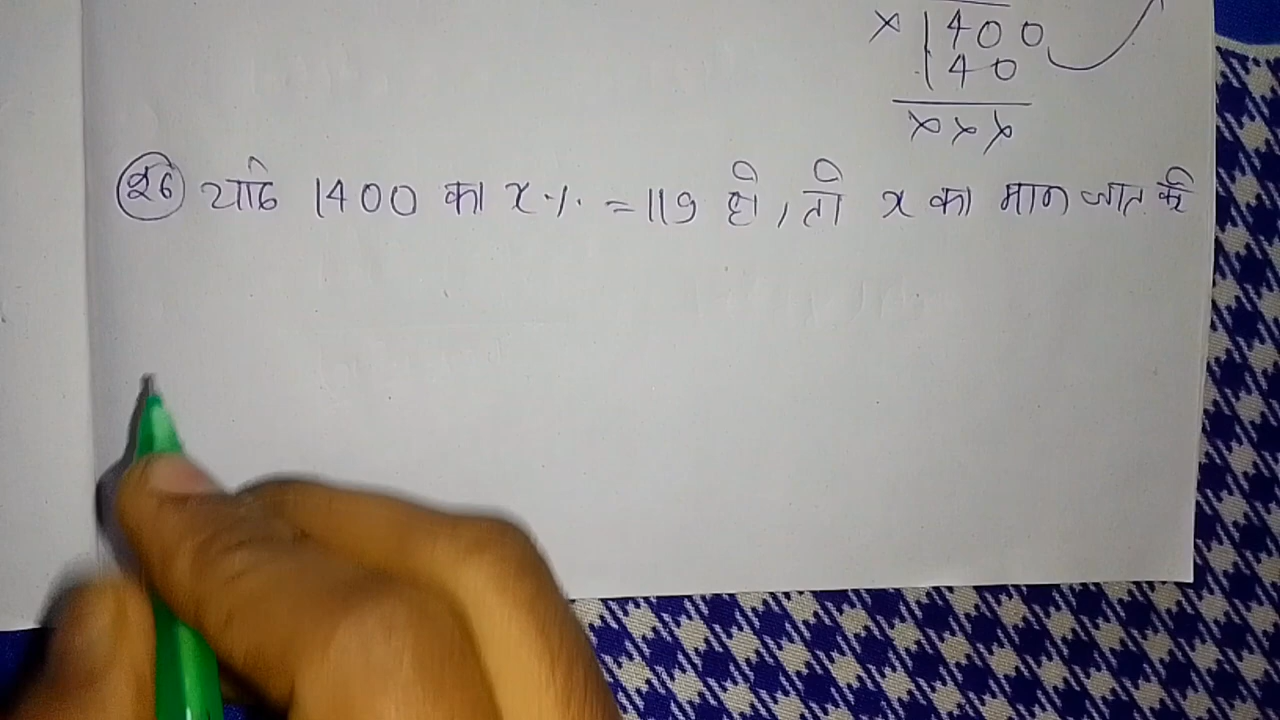 × 1400
140
×××
26 यदि 1400 का x% = 119 हो, तो x का मान ज्ञात करें